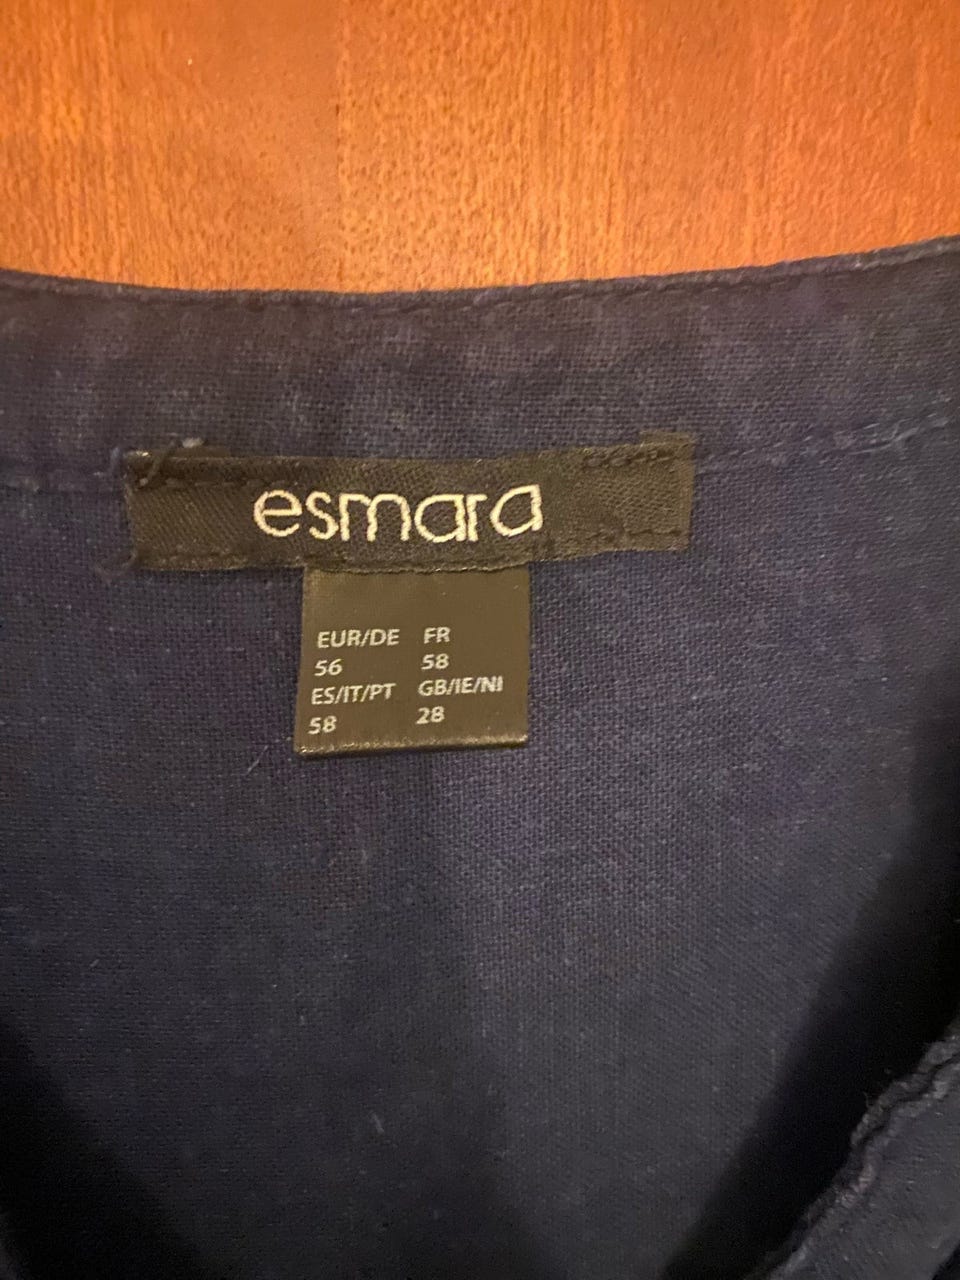 esmara
EUR/DE FR
56 58
ES/IT/PT GB/IE/NI
58 28